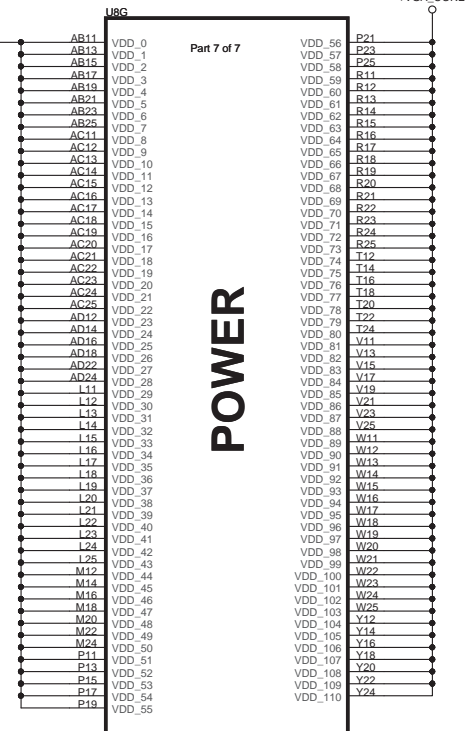 U8G
Part 7 of 7
AB11 VDD_0
AB13 VDD_1
AB15 VDD_2
AB17 VDD_3
AB19 VDD_4
AB21 VDD_5
AB23 VDD_6
AB25 VDD_7
AC11 VDD_8
AC12 VDD_9
AC13 VDD_10
AC14 VDD_11
AC15 VDD_12
AC16 VDD_13
AC17 VDD_14
AC18 VDD_15
AC19 VDD_16
AC20 VDD_17
AC21 VDD_18
AC22 VDD_19
AC23 VDD_20
AC24 VDD_21
AC25 VDD_22
AD12 VDD_23
AD14 VDD_24
AD16 VDD_25
AD18 VDD_26
AD22 VDD_27
AD24 VDD_28
L11 VDD_29
L12 VDD_30
L13 VDD_31
L14 VDD_32
L15 VDD_33
L16 VDD_34
L17 VDD_35
L18 VDD_36
L19 VDD_37
L20 VDD_38
L21 VDD_39
L22 VDD_40
L23 VDD_41
L24 VDD_42
L25 VDD_43
M12 VDD_44
M14 VDD_45
M16 VDD_46
M18 VDD_47
M20 VDD_48
M22 VDD_49
M24 VDD_50
P11 VDD_51
P13 VDD_52
P15 VDD_53
P17 VDD_54
P19 VDD_55
POWER
VDD_56 P21
VDD_57 P23
VDD_58 P25
VDD_59 R11
VDD_60 R12
VDD_61 R13
VDD_62 R14
VDD_63 R15
VDD_64 R16
VDD_65 R17
VDD_66 R18
VDD_67 R19
VDD_68 R20
VDD_69 R21
VDD_70 R22
VDD_71 R23
VDD_72 R24
VDD_73 R25
VDD_74 T12
VDD_75 T14
VDD_76 T16
VDD_77 T18
VDD_78 T20
VDD_79 T22
VDD_80 T24
VDD_81 V11
VDD_82 V13
VDD_83 V15
VDD_84 V17
VDD_85 V19
VDD_86 V21
VDD_87 V23
VDD_88 V25
VDD_89 W11
VDD_90 W12
VDD_91 W13
VDD_92 W14
VDD_93 W15
VDD_94 W16
VDD_95 W17
VDD_96 W18
VDD_97 W19
VDD_98 W20
VDD_99 W21
VDD_100 W22
VDD_101 W23
VDD_102 W24
VDD_103 W25
VDD_104 Y12
VDD_105 Y14
VDD_106 Y16
VDD_107 Y18
VDD_108 Y20
VDD_109 Y22
VDD_110 Y24